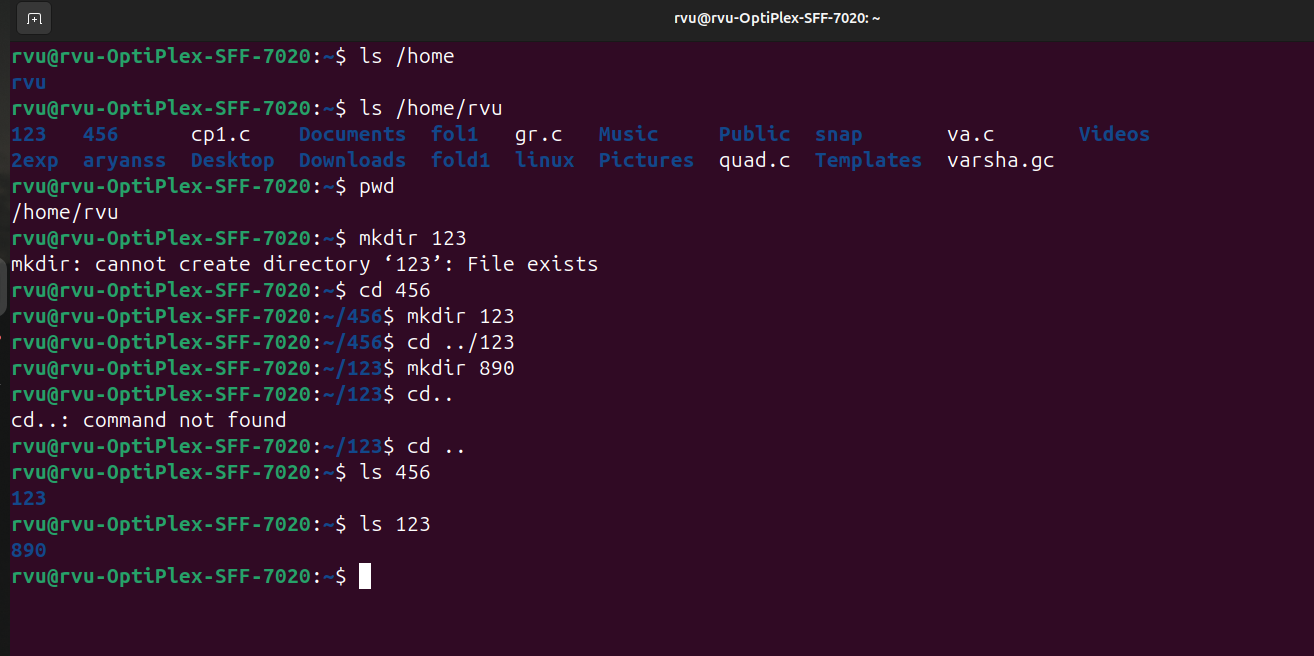 rvu@rvu-OptiPlex-SFF-7020: ~
rvu@rvu-OptiPlex-SFF-7020:~$ ls /home
rvu
rvu@rvu-OptiPlex-SFF-7020:~$ ls /home/rvu
123   456      cp1.c    Documents  fol1   gr.c   Music     Public  snap       va.c       Videos
2exp  aryanss  Desktop  Downloads  fold1  linux  Pictures  quad.c  Templates  varsha.gc
rvu@rvu-OptiPlex-SFF-7020:~$ pwd
/home/rvu
rvu@rvu-OptiPlex-SFF-7020:~$ mkdir 123
mkdir: cannot create directory ‘123’: File exists
rvu@rvu-OptiPlex-SFF-7020:~$ cd 456
rvu@rvu-OptiPlex-SFF-7020:~/456$ mkdir 123
rvu@rvu-OptiPlex-SFF-7020:~/456$ cd ../123
rvu@rvu-OptiPlex-SFF-7020:~/123$ mkdir 890
rvu@rvu-OptiPlex-SFF-7020:~/123$ cd..
cd..: command not found
rvu@rvu-OptiPlex-SFF-7020:~/123$ cd ..
rvu@rvu-OptiPlex-SFF-7020:~$ ls 456
123
rvu@rvu-OptiPlex-SFF-7020:~$ ls 123
890
rvu@rvu-OptiPlex-SFF-7020:~$